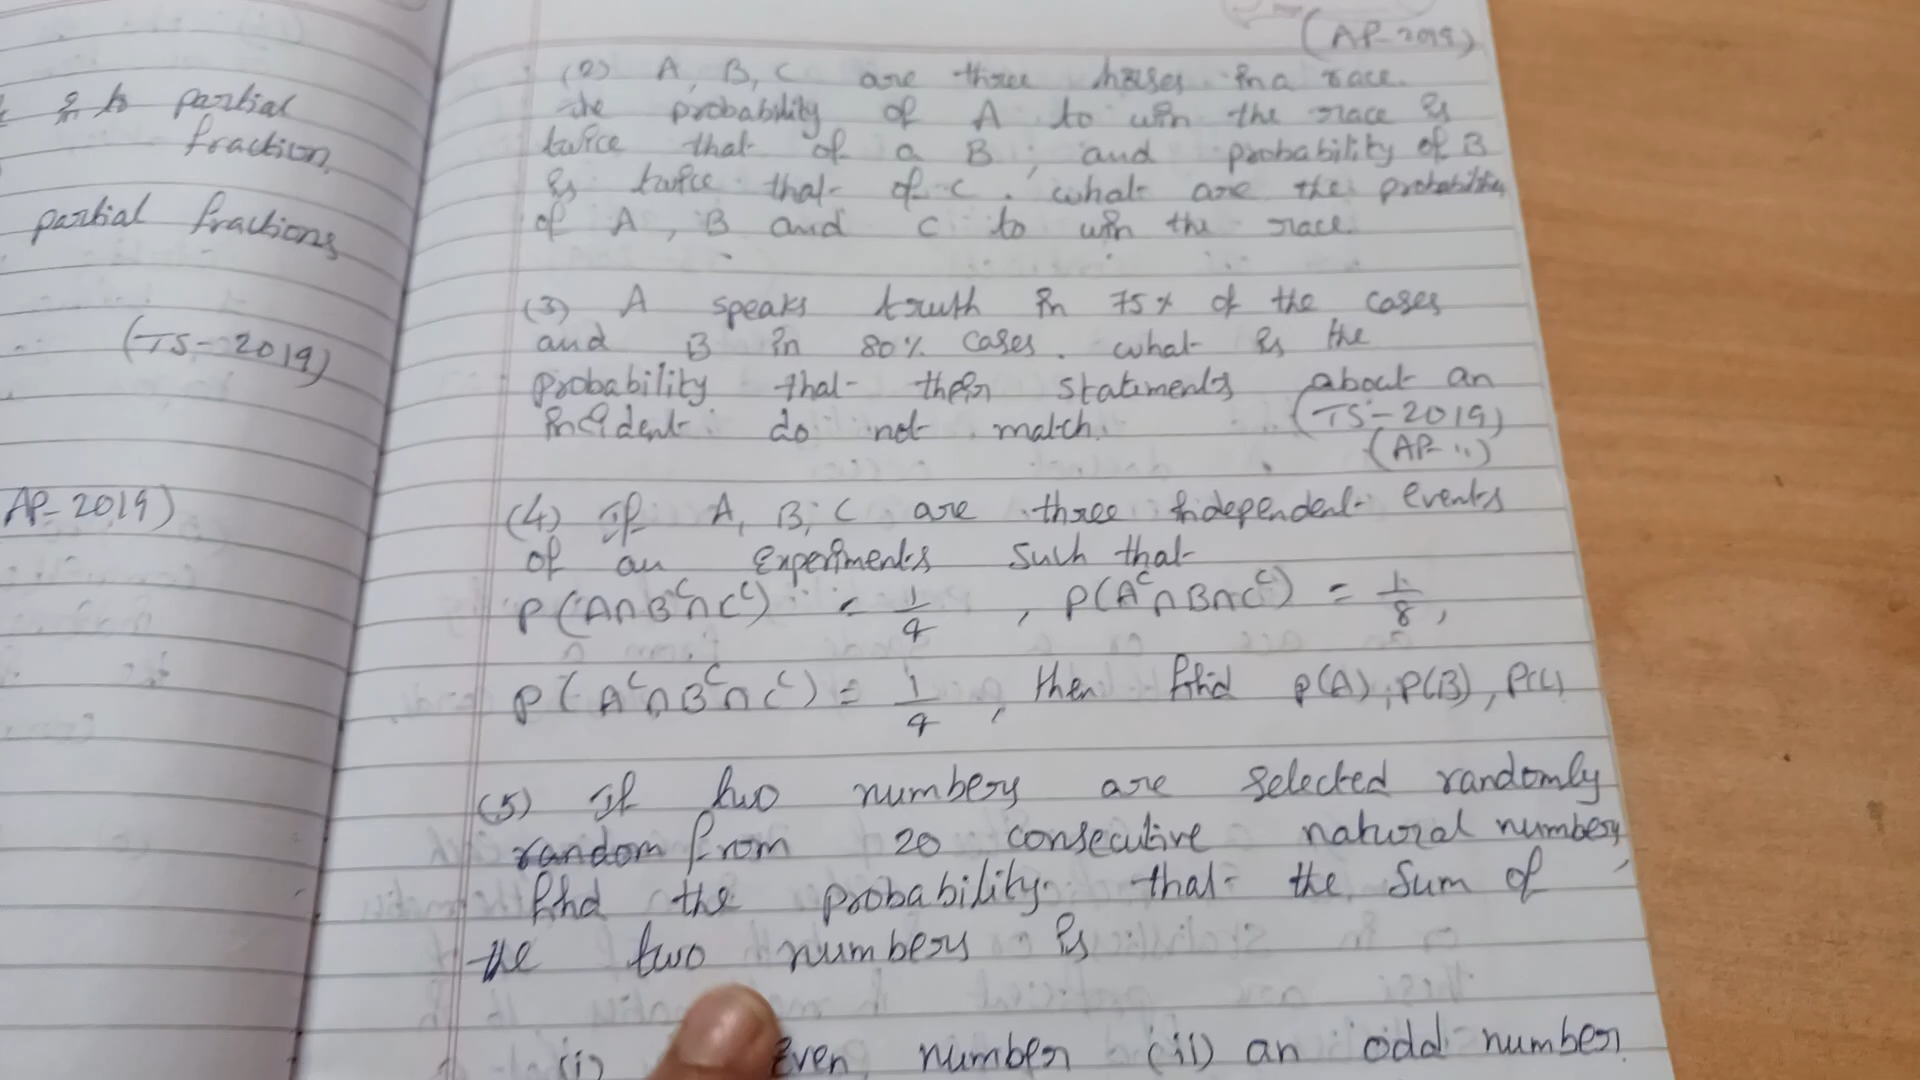 in to partial
fraction.
partial fractions
(TS-2019)
AP-2019)
(AP-2019)
(2) A, B, C are three horses in a race.
the probability of A to win the race is
twice that of a B, and probability of B
is twice that of C. what are the probability
of A, B and C to win the race.
(3) A speaks truth in 75% of the cases
and B in 80% cases. what is the
probability that their statements about an
incident do not match.
(TS-2019)
(AP- ")
(4) If A, B, C are three independent events
of an experiments such that
P(A∩B^c∩C^c) = 1/4, P(A^c∩B∩C^c) = 1/8,
P(A^c∩B^c∩C^c) = 1/4, then find P(A), P(B), P(C)
(5) If two numbers are selected randomly
random from 20 consecutive natural numbers,
find the probability that the sum of
the two numbers is
(i) even number (ii) an odd number.